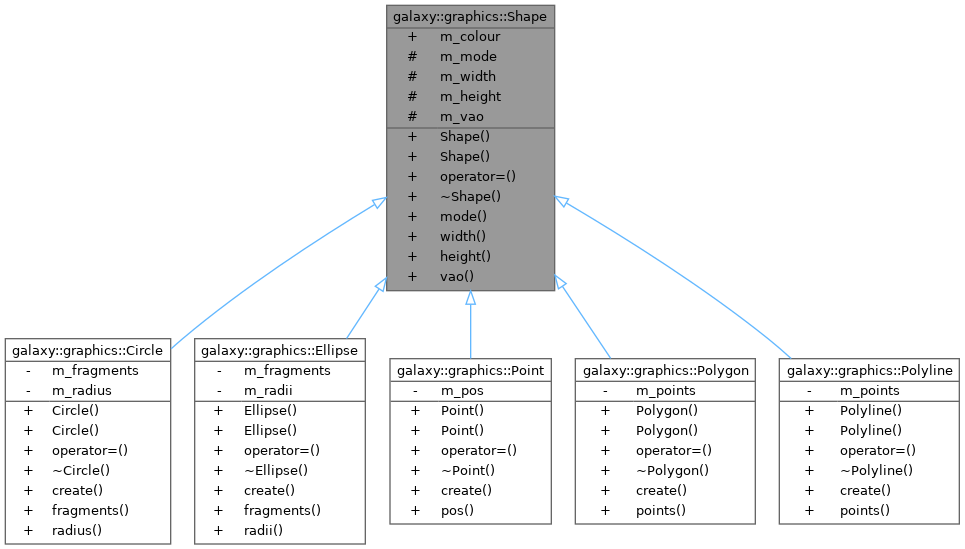 galaxy::graphics::Shape
+ m_colour
# m_mode
# m_width
# m_height
# m_vao
+ Shape()
+ Shape()
+ operator=()
+ ~Shape()
+ mode()
+ width()
+ height()
+ vao()
galaxy::graphics::Circle
- m_fragments
- m_radius
+ Circle()
+ Circle()
+ operator=()
+ ~Circle()
+ create()
+ fragments()
+ radius()
galaxy::graphics::Ellipse
- m_fragments
- m_radii
+ Ellipse()
+ Ellipse()
+ operator=()
+ ~Ellipse()
+ create()
+ fragments()
+ radii()
galaxy::graphics::Point
- m_pos
+ Point()
+ Point()
+ operator=()
+ ~Point()
+ create()
+ pos()
galaxy::graphics::Polygon
- m_points
+ Polygon()
+ Polygon()
+ operator=()
+ ~Polygon()
+ create()
+ points()
galaxy::graphics::Polyline
- m_points
+ Polyline()
+ Polyline()
+ operator=()
+ ~Polyline()
+ create()
+ points()